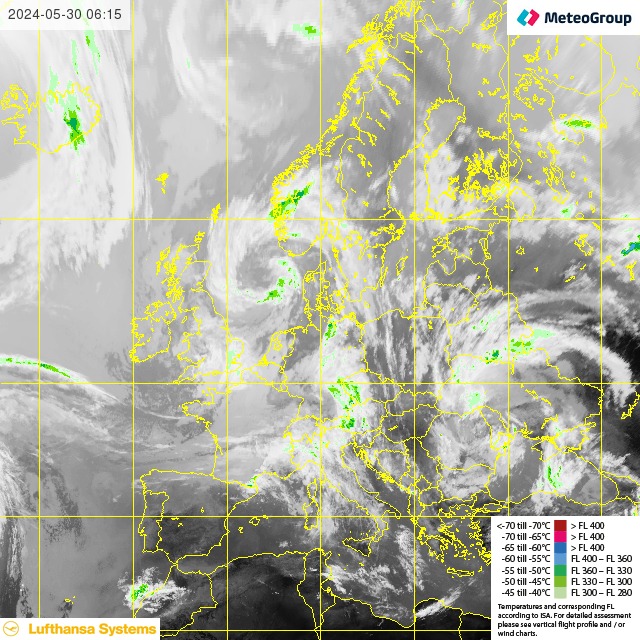 2024-05-30 06:15
MeteoGroup
<-70 till -70°C > FL 400
-70 till -65°C > FL 400
-65 till -60°C > FL 400
-60 till -55°C FL 400 – FL 360
-55 till -50°C FL 360 – FL 330
-50 till -45°C FL 330 – FL 300
-45 till -40°C FL 300 – FL 280
Temperatures and corresponding FL
according to ISA. For detailed assessment
please see vertical flight profile and / or
wind charts.
Lufthansa Systems